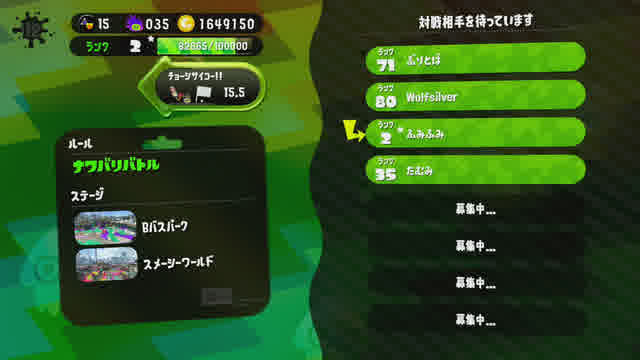 15 035 1649150
ランク 2 82865/100000
チョーシサイコー!!
15.5
ルール
ナワバリバトル
ステージ
Bバスパーク
スメーシーワールド
対戦相手を待っています
ランク 71 ぷりとば
ランク 80 Wolfsilver
ランク 2 ふみふみ
ランク 35 たむみ
募集中...
募集中...
募集中...
募集中...